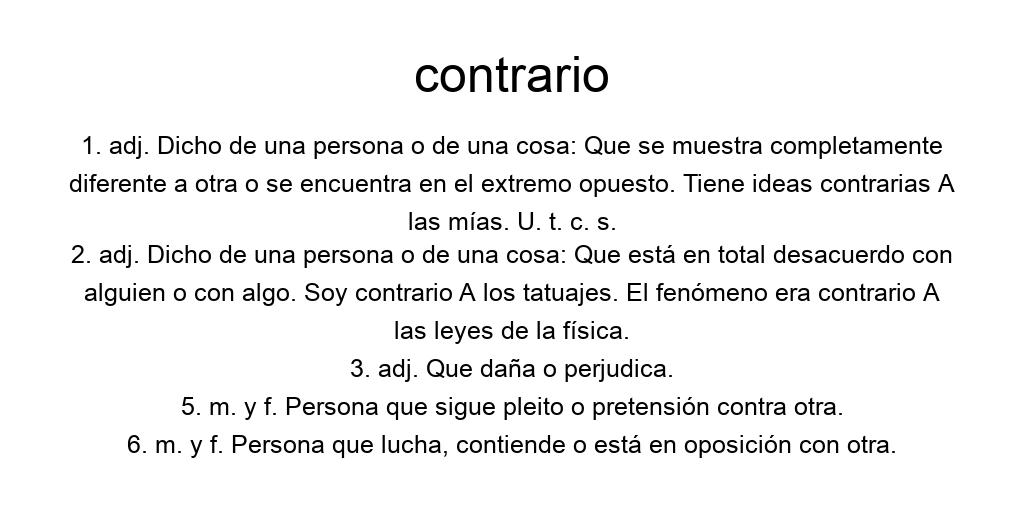 contrario
1. adj. Dicho de una persona o de una cosa: Que se muestra completamente
diferente a otra o se encuentra en el extremo opuesto. Tiene ideas contrarias A
las mías. U. t. c. s.
2. adj. Dicho de una persona o de una cosa: Que está en total desacuerdo con
alguien o con algo. Soy contrario A los tatuajes. El fenómeno era contrario A
las leyes de la física.
3. adj. Que daña o perjudica.
5. m. y f. Persona que sigue pleito o pretensión contra otra.
6. m. y f. Persona que lucha, contiende o está en oposición con otra.